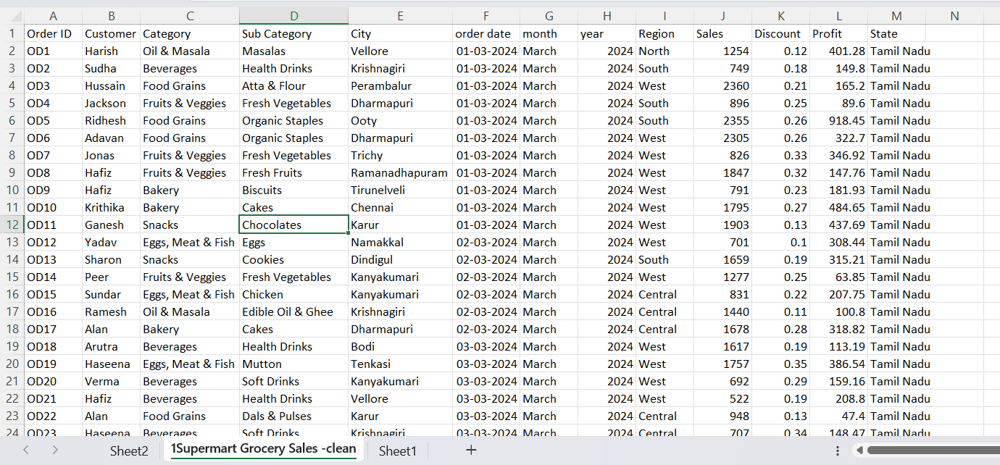 A B C D E F G H I J K L M N
1 Order ID Customer Category Sub Category City order date month year Region Sales Discount Profit State
2 OD1 Harish Oil & Masala Masalas Vellore 01-03-2024 March 2024 North 1254 0.12 401.28 Tamil Nadu
3 OD2 Sudha Beverages Health Drinks Krishnagiri 01-03-2024 March 2024 South 749 0.18 149.8 Tamil Nadu
4 OD3 Hussain Food Grains Atta & Flour Perambalur 01-03-2024 March 2024 West 2360 0.21 165.2 Tamil Nadu
5 OD4 Jackson Fruits & Veggies Fresh Vegetables Dharmapuri 01-03-2024 March 2024 South 896 0.25 89.6 Tamil Nadu
6 OD5 Ridhesh Food Grains Organic Staples Ooty 01-03-2024 March 2024 South 2355 0.26 918.45 Tamil Nadu
7 OD6 Adavan Food Grains Organic Staples Dharmapuri 01-03-2024 March 2024 West 2305 0.26 322.7 Tamil Nadu
8 OD7 Jonas Fruits & Veggies Fresh Vegetables Trichy 01-03-2024 March 2024 West 826 0.33 346.92 Tamil Nadu
9 OD8 Hafiz Fruits & Veggies Fresh Fruits Ramanadhapuram 01-03-2024 March 2024 West 1847 0.32 147.76 Tamil Nadu
10 OD9 Hafiz Bakery Biscuits Tirunelveli 01-03-2024 March 2024 West 791 0.23 181.93 Tamil Nadu
11 OD10 Krithika Bakery Cakes Chennai 01-03-2024 March 2024 West 1795 0.27 484.65 Tamil Nadu
12 OD11 Ganesh Snacks Chocolates Karur 01-03-2024 March 2024 West 1903 0.13 437.69 Tamil Nadu
13 OD12 Yadav Eggs, Meat & Fish Eggs Namakkal 02-03-2024 March 2024 West 701 0.1 308.44 Tamil Nadu
14 OD13 Sharon Snacks Cookies Dindigul 02-03-2024 March 2024 South 1659 0.19 315.21 Tamil Nadu
15 OD14 Peer Fruits & Veggies Fresh Vegetables Kanyakumari 02-03-2024 March 2024 West 1277 0.25 63.85 Tamil Nadu
16 OD15 Sundar Eggs, Meat & Fish Chicken Kanyakumari 02-03-2024 March 2024 Central 831 0.22 207.75 Tamil Nadu
17 OD16 Ramesh Oil & Masala Edible Oil & Ghee Krishnagiri 02-03-2024 March 2024 Central 1440 0.11 100.8 Tamil Nadu
18 OD17 Alan Bakery Cakes Dharmapuri 02-03-2024 March 2024 Central 1678 0.28 318.82 Tamil Nadu
19 OD18 Arutra Beverages Health Drinks Bodi 03-03-2024 March 2024 West 1617 0.19 113.19 Tamil Nadu
20 OD19 Haseena Eggs, Meat & Fish Mutton Tenkasi 03-03-2024 March 2024 West 1757 0.35 386.54 Tamil Nadu
21 OD20 Verma Beverages Soft Drinks Kanyakumari 03-03-2024 March 2024 West 692 0.29 159.16 Tamil Nadu
22 OD21 Hafiz Beverages Health Drinks Vellore 03-03-2024 March 2024 West 522 0.19 208.8 Tamil Nadu
23 OD22 Alan Food Grains Dals & Pulses Karur 03-03-2024 March 2024 Central 948 0.13 47.4 Tamil Nadu
24 OD23 Haseena Beverages Soft Drinks Krishnagiri 03-03-2024 March 2024 Central 707 0.34 148.47 Tamil Nadu
Sheet2 1Supermart Grocery Sales -clean Sheet1